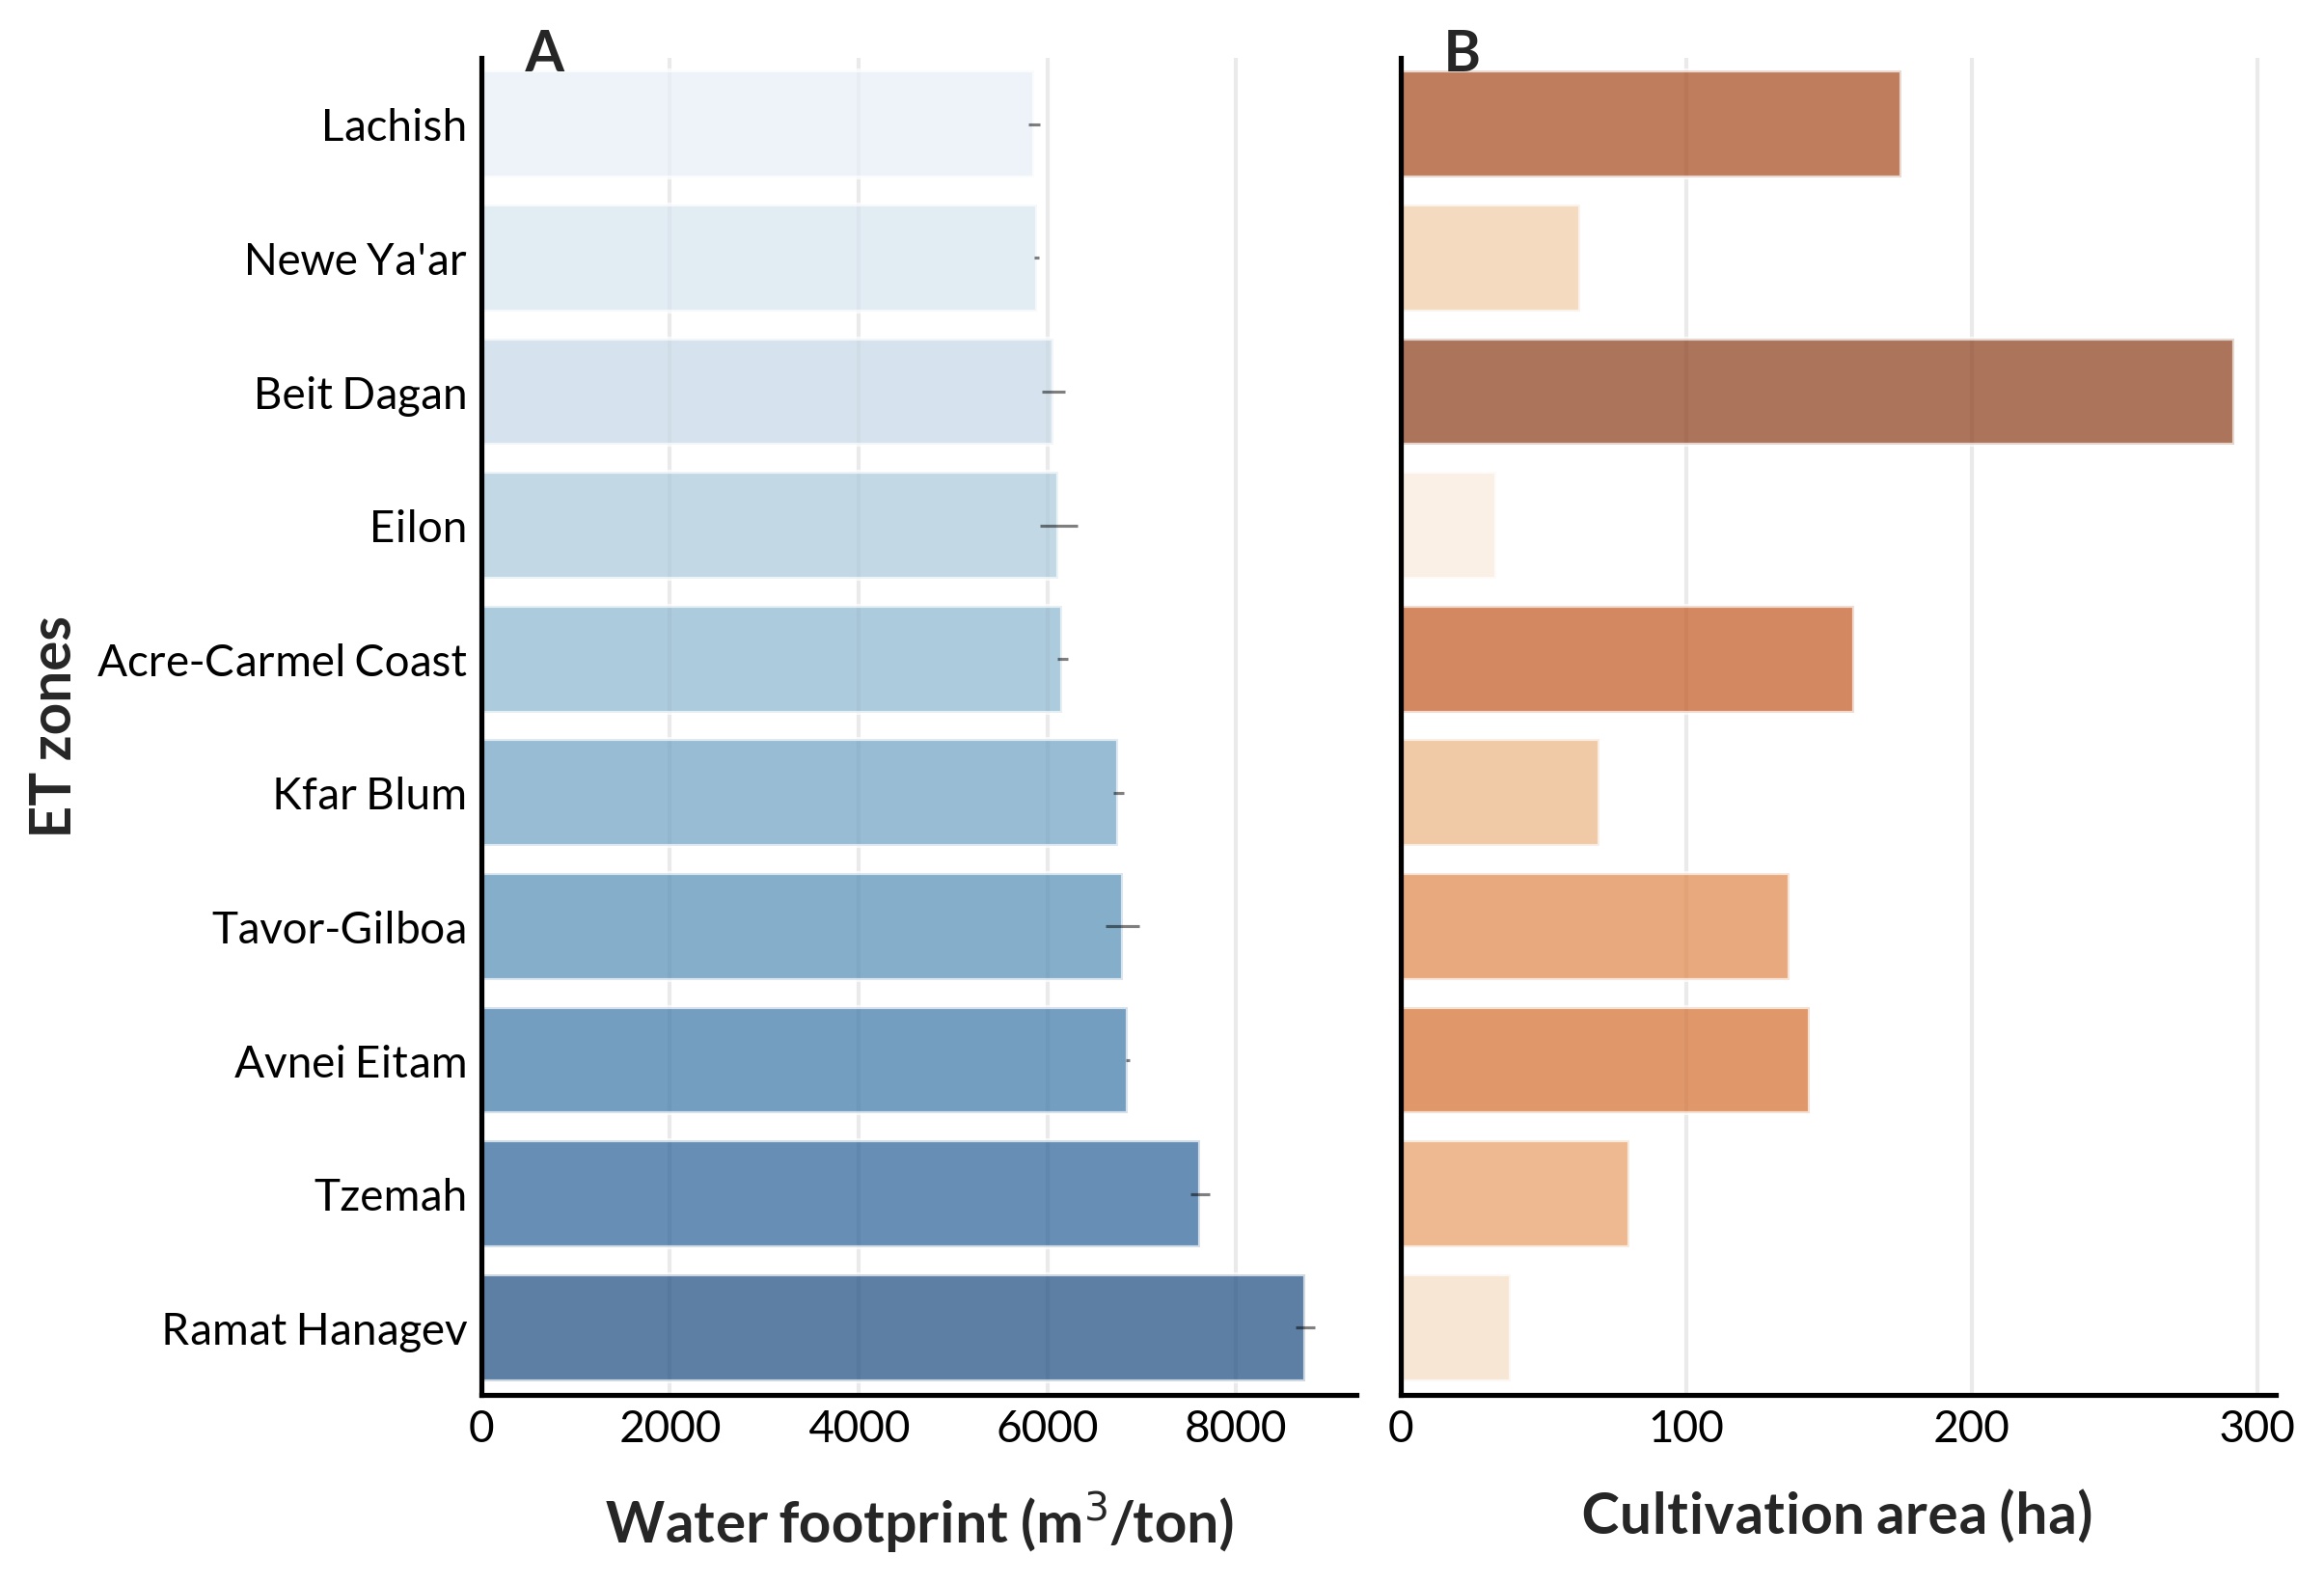 A
B
Lachish
Newe Ya'ar
Beit Dagan
Eilon
Acre-Carmel Coast
Kfar Blum
Tavor-Gilboa
Avnei Eitam
Tzemah
Ramat Hanagev
ET zones
0 2000 4000 6000 8000
0 100 200 300
Water footprint (m³/ton)
Cultivation area (ha)